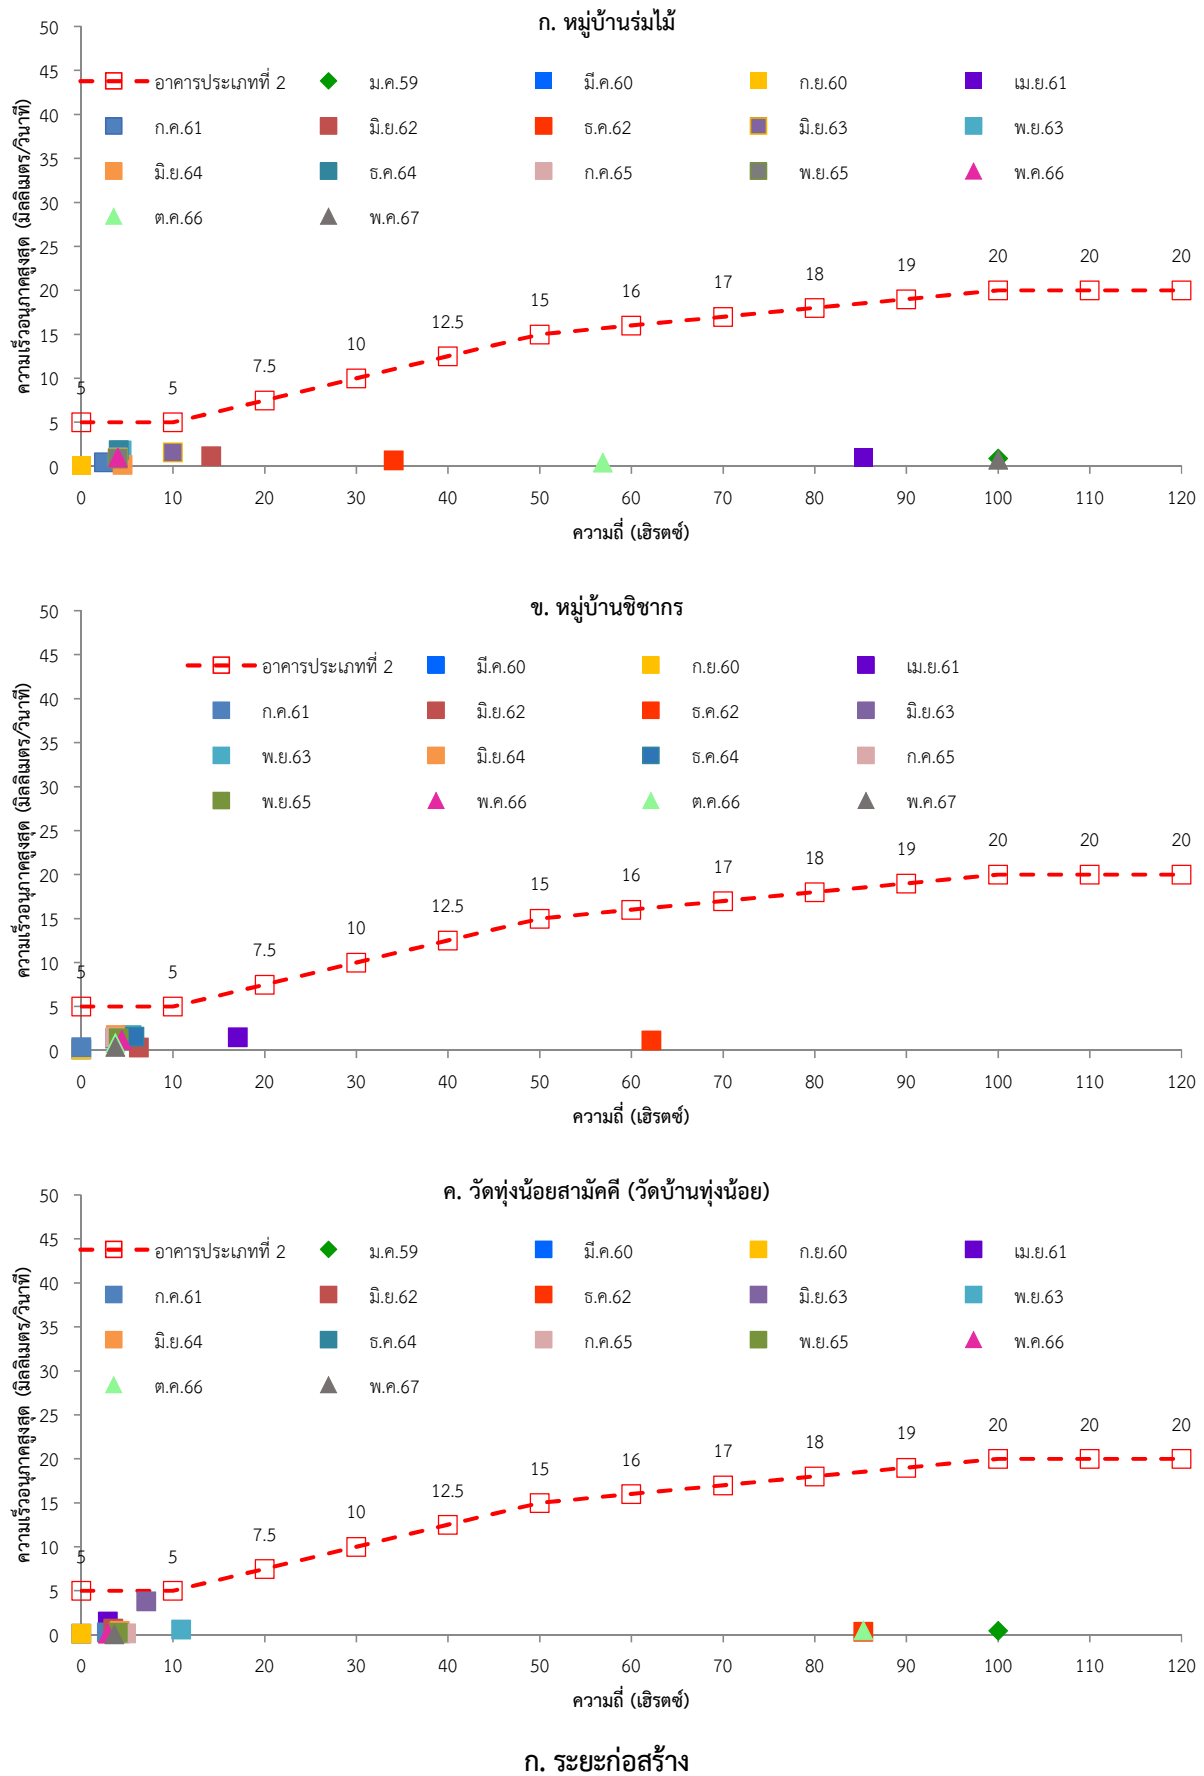 ก. หมู่บ้านร่มไม้
ความเร็วอนุภาคสูงสุด (มิลลิเมตร/วินาที)
50
45
40
35
30
25
20
15
10
5
0
อาคารประเภทที่ 2 ม.ค.59 มี.ค.60 ก.ย.60 เม.ย.61
ก.ค.61 มิ.ย.62 ธ.ค.62 มิ.ย.63 พ.ย.63
มิ.ย.64 ธ.ค.64 ก.ค.65 พ.ย.65 พ.ค.66
ต.ค.66 พ.ค.67
5 5 7.5 10 12.5 15 16 17 18 19 20 20 20
0 10 20 30 40 50 60 70 80 90 100 110 120
ความถี่ (เฮิรตซ์)
ข. หมู่บ้านชิชากร
ความเร็วอนุภาคสูงสุด (มิลลิเมตร/วินาที)
50
45
40
35
30
25
20
15
10
5
0
อาคารประเภทที่ 2 มี.ค.60 ก.ย.60 เม.ย.61
ก.ค.61 มิ.ย.62 ธ.ค.62 มิ.ย.63
พ.ย.63 มิ.ย.64 ธ.ค.64 ก.ค.65
พ.ย.65 พ.ค.66 ต.ค.66 พ.ค.67
5 5 7.5 10 12.5 15 16 17 18 19 20 20 20
0 10 20 30 40 50 60 70 80 90 100 110 120
ความถี่ (เฮิรตซ์)
ค. วัดทุ่งน้อยสามัคคี (วัดบ้านทุ่งน้อย)
ความเร็วอนุภาคสูงสุด (มิลลิเมตร/วินาที)
50
45
40
35
30
25
20
15
10
5
0
อาคารประเภทที่ 2 ม.ค.59 มี.ค.60 ก.ย.60 เม.ย.61
ก.ค.61 มิ.ย.62 ธ.ค.62 มิ.ย.63 พ.ย.63
มิ.ย.64 ธ.ค.64 ก.ค.65 พ.ย.65 พ.ค.66
ต.ค.66 พ.ค.67
5 5 7.5 10 12.5 15 16 17 18 19 20 20 20
0 10 20 30 40 50 60 70 80 90 100 110 120
ความถี่ (เฮิรตซ์)
ก. ระยะก่อสร้าง